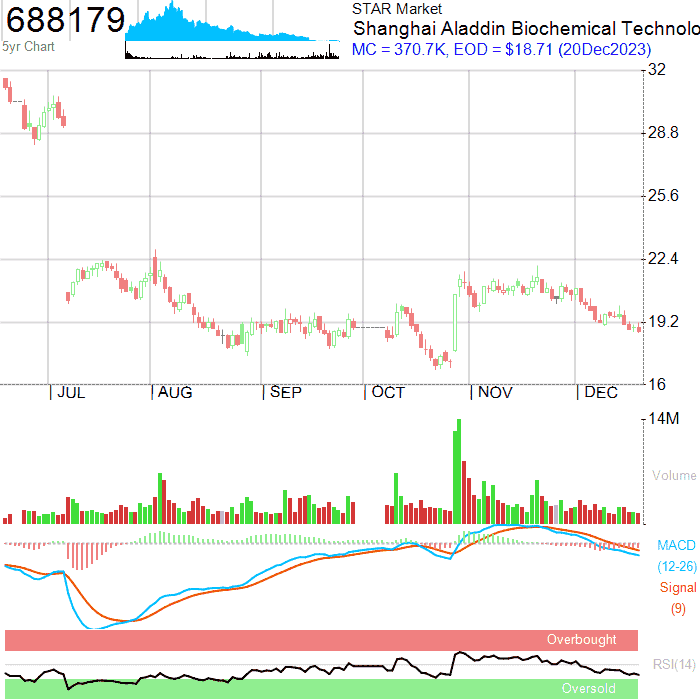 688179
5yr Chart
STAR Market
Shanghai Aladdin Biochemical Technolo
MC = 370.7K, EOD = $18.71 (20Dec2023)
32
28.8
25.6
22.4
19.2
16
JUL AUG SEP OCT NOV DEC
14M
Volume
MACD
(12-26)
Signal
(9)
Overbought
RSI(14)
Oversold